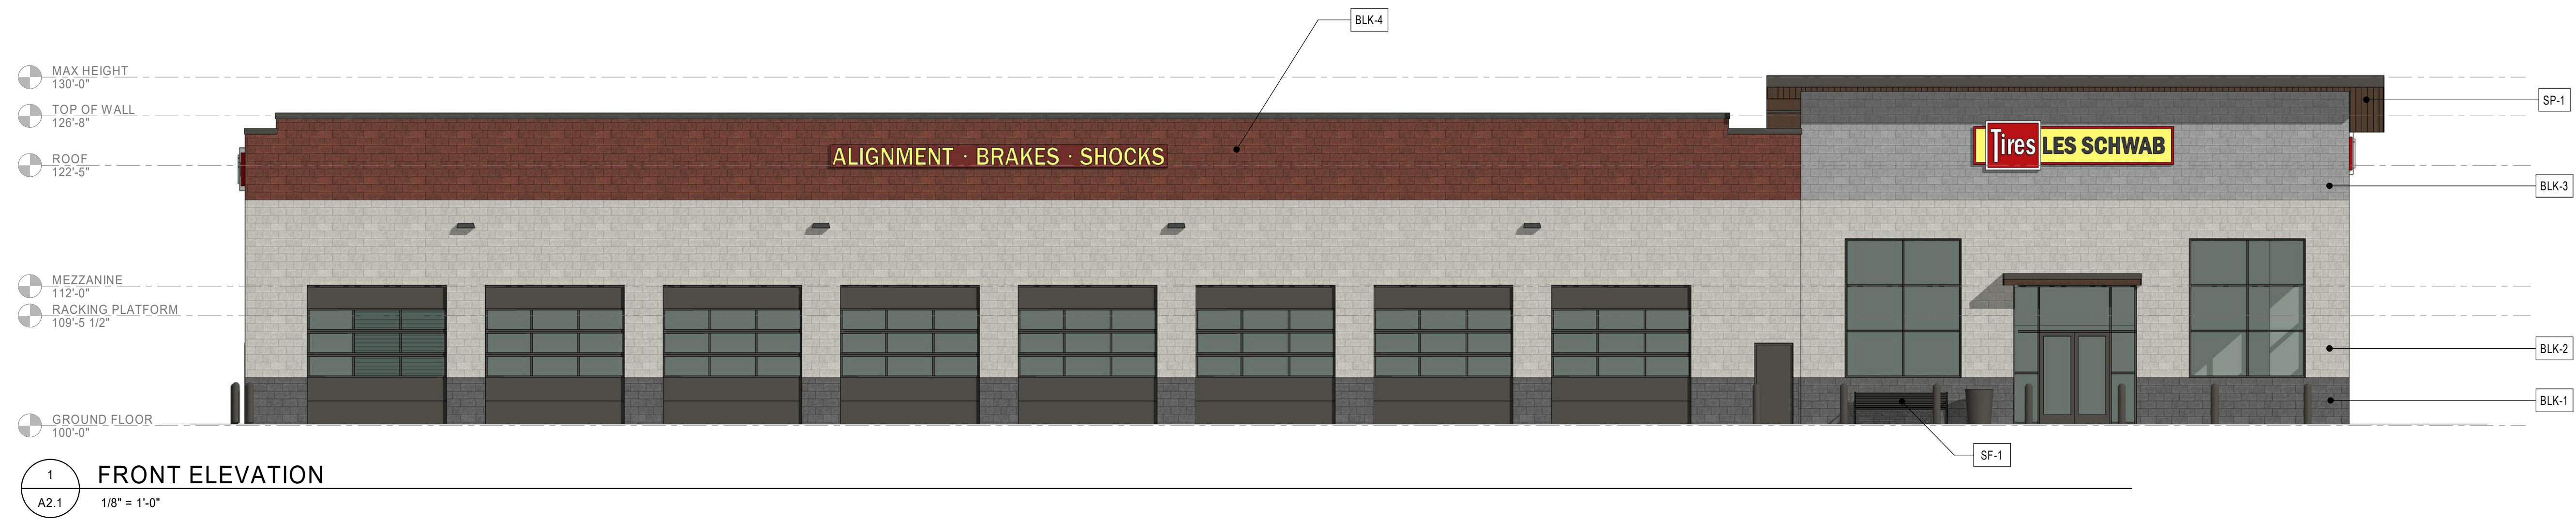 BLK-4
MAX HEIGHT
130'-0"
TOP OF WALL
126'-8"
SP-1
ALIGNMENT · BRAKES · SHOCKS
Tires LES SCHWAB
ROOF
122'-5"
BLK-3
MEZZANINE
112'-0"
RACKING PLATFORM
109'-5 1/2"
BLK-2
BLK-1
GROUND FLOOR
100'-0"
SF-1
1
FRONT ELEVATION
A2.1
1/8" = 1'-0"